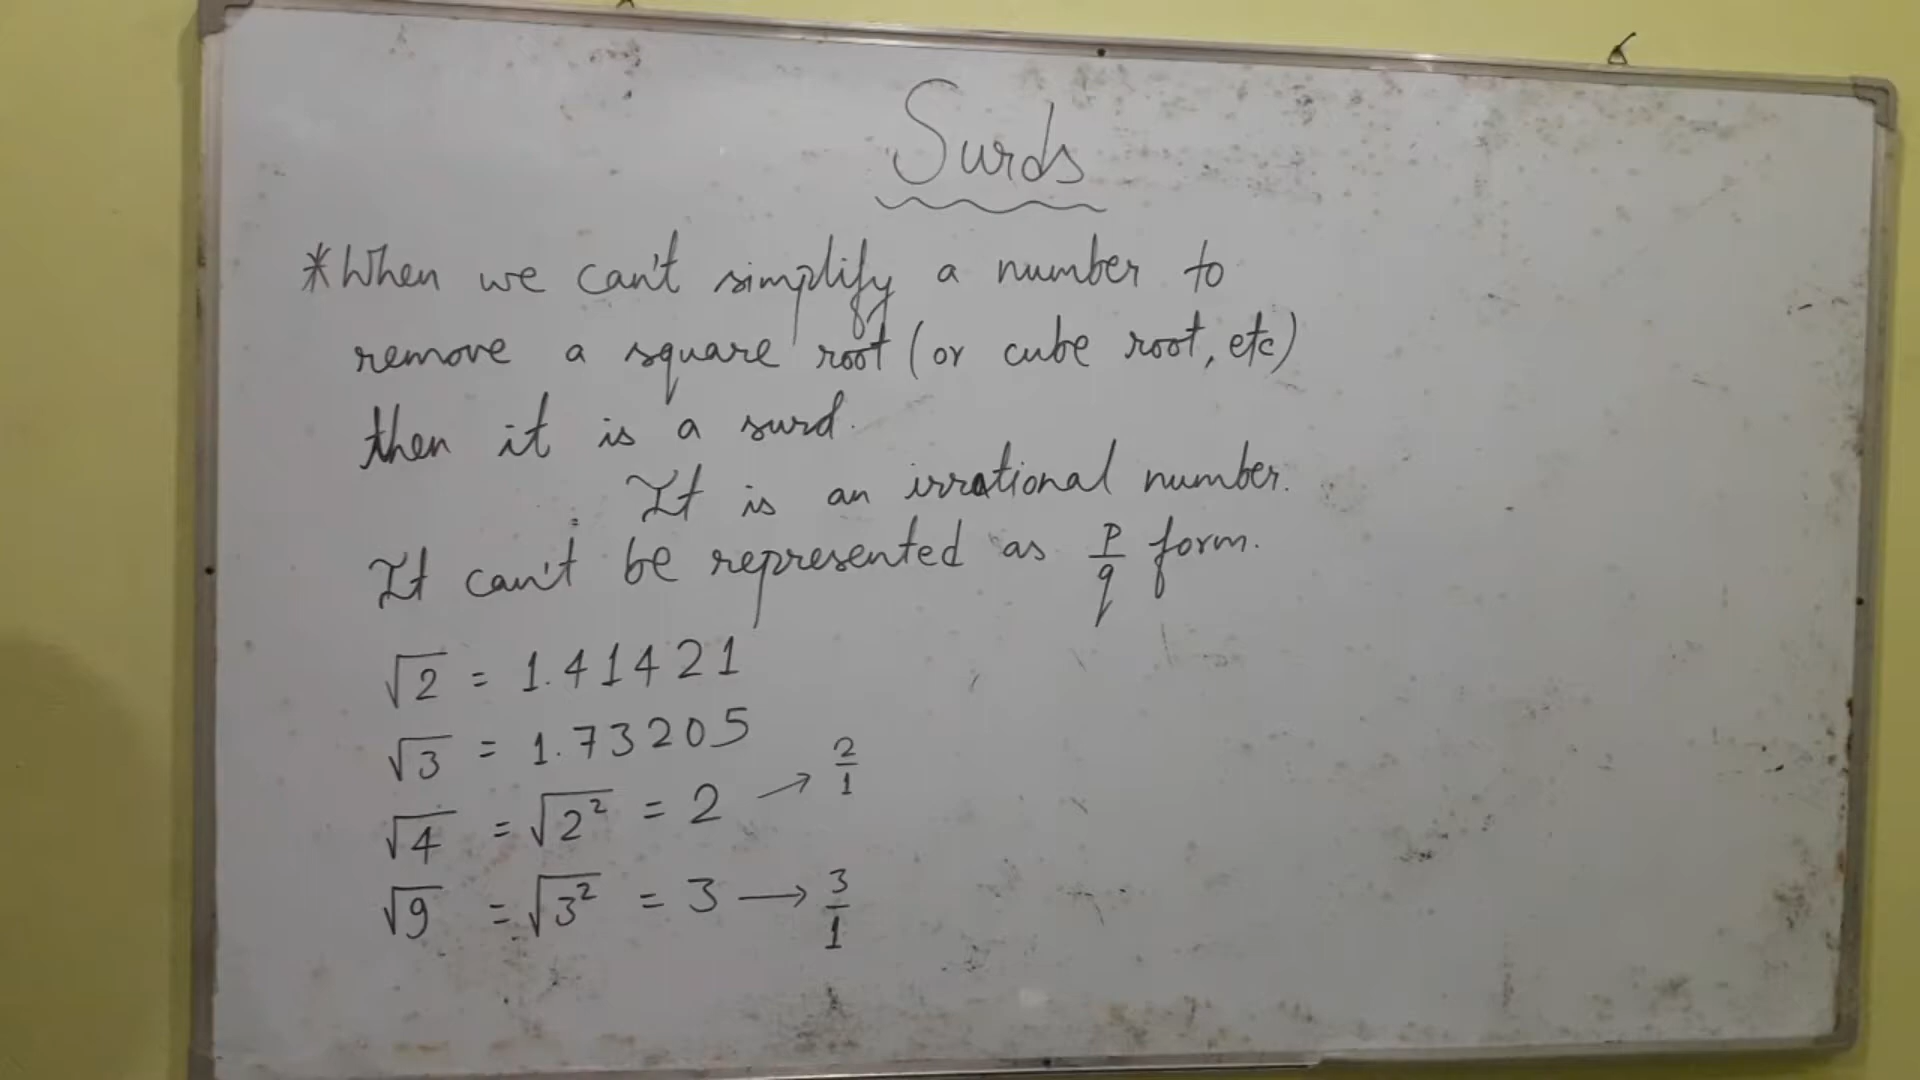 Surds
*When we can't simplify a number to
remove a square root (or cube root, etc)
then it is a surd.
It is an irrational number.
It can't be represented as p/q form.
√2 = 1.41421
√3 = 1.73205
√4 = √2² = 2 → 2/1
√9 = √3² = 3 → 3/1